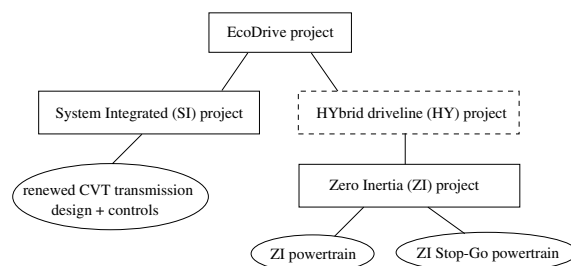 EcoDrive project
System Integrated (SI) project
HYbrid driveline (HY) project
renewed CVT transmission
design + controls
Zero Inertia (ZI) project
ZI powertrain
ZI Stop-Go powertrain